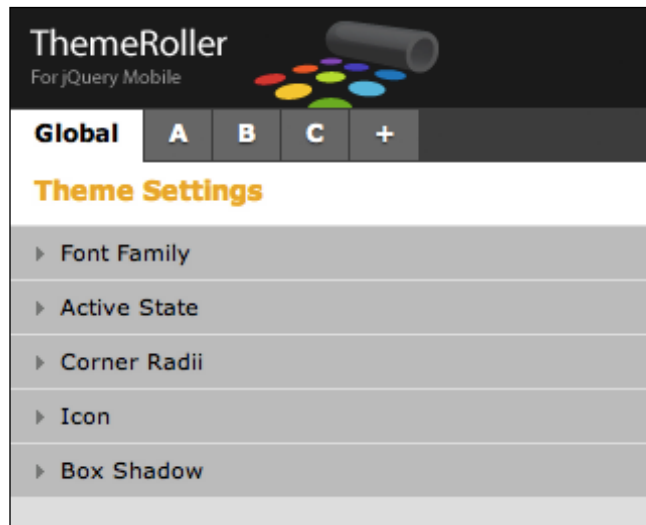 ThemeRoller
For jQuery Mobile
Global A B C +
Theme Settings
Font Family
Active State
Corner Radii
Icon
Box Shadow